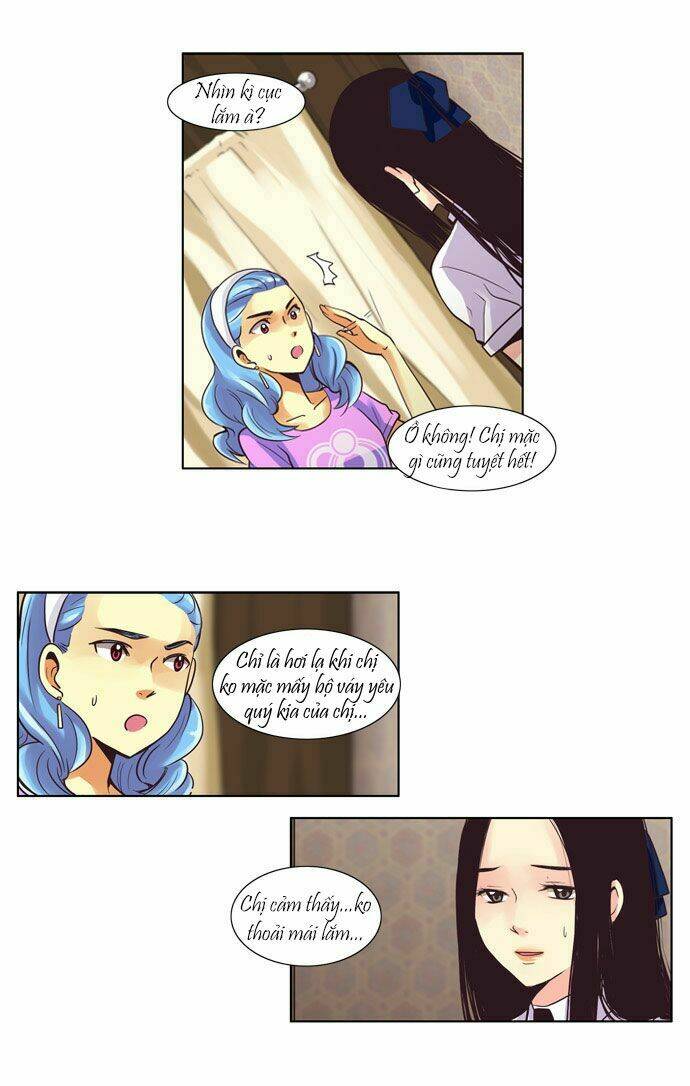 Nhìn kì cục
lắm à?
Ồ không! Chị mặc
gì cũng tuyệt hết!
Chỉ là hơi lạ khi chị
ko mặc mấy bộ váy yêu
quý kia của chị...
Chị cảm thấy...ko
thoải mái lắm...